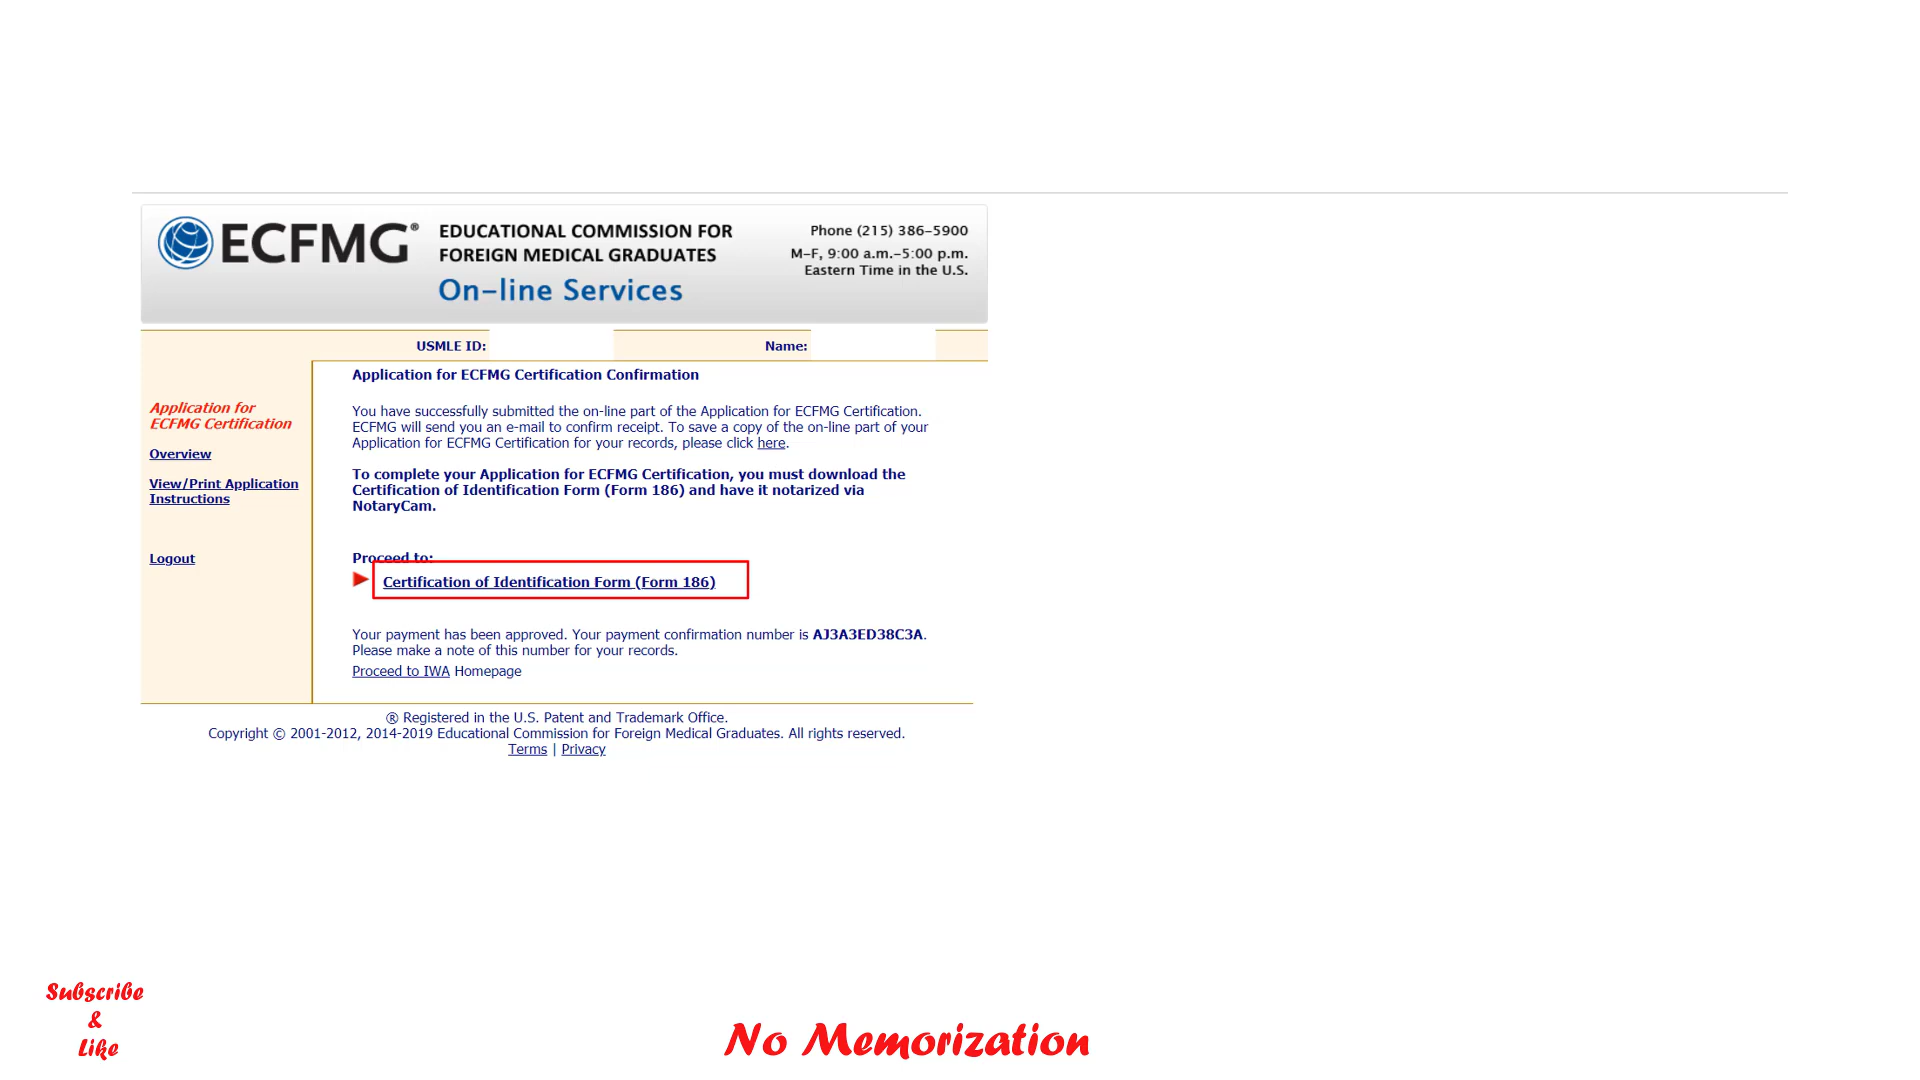 ECFMG®
EDUCATIONAL COMMISSION FOR
FOREIGN MEDICAL GRADUATES
On-line Services
Phone (215) 386-5900
M-F, 9:00 a.m.-5:00 p.m.
Eastern Time in the U.S.
USMLE ID:
Name:
Application for
ECFMG Certification
Overview
View/Print Application
Instructions
Logout
Application for ECFMG Certification Confirmation
You have successfully submitted the on-line part of the Application for ECFMG Certification.
ECFMG will send you an e-mail to confirm receipt. To save a copy of the on-line part of your
Application for ECFMG Certification for your records, please click here.
To complete your Application for ECFMG Certification, you must download the
Certification of Identification Form (Form 186) and have it notarized via
NotaryCam.
Proceed to:
Certification of Identification Form (Form 186)
Your payment has been approved. Your payment confirmation number is AJ3A3ED38C3A.
Please make a note of this number for your records.
Proceed to IWA Homepage
® Registered in the U.S. Patent and Trademark Office.
Copyright © 2001-2012, 2014-2019 Educational Commission for Foreign Medical Graduates. All rights reserved.
Terms | Privacy
Subscribe
&
Like
No Memorization